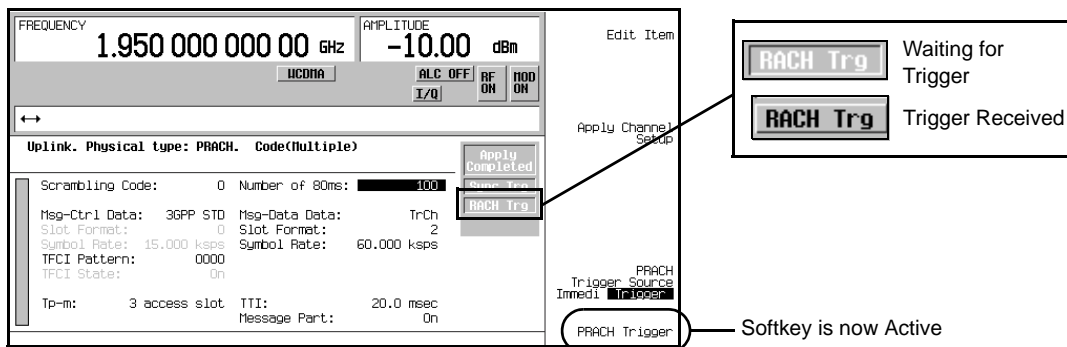 FREQUENCY
1.950 000 000 00 GHz
AMPLITUDE
-10.00 dBm
WCDMA
ALC OFF
I/Q
RF ON
MOD ON
↔
Uplink. Physical type: PRACH. Code(Multiple)
Apply Completed
Sync Trg
RACH Trg
Scrambling Code: 0 Number of 80ms: 100
Msg-Ctrl Data: 3GPP STD Msg-Data Data: TrCh
Slot Format: 0 Slot Format: 2
Symbol Rate: 15.000 ksps Symbol Rate: 60.000 ksps
TFCI Pattern: 0000
TFCI State: On
Tp-m: 3 access slot TTI: 20.0 msec
Message Part: On
Edit Item
Apply Channel
Setup
PRACH
Trigger Source
Immedi Trigger
PRACH Trigger
RACH Trg
Waiting for
Trigger
RACH Trg
Trigger Received
Softkey is now Active